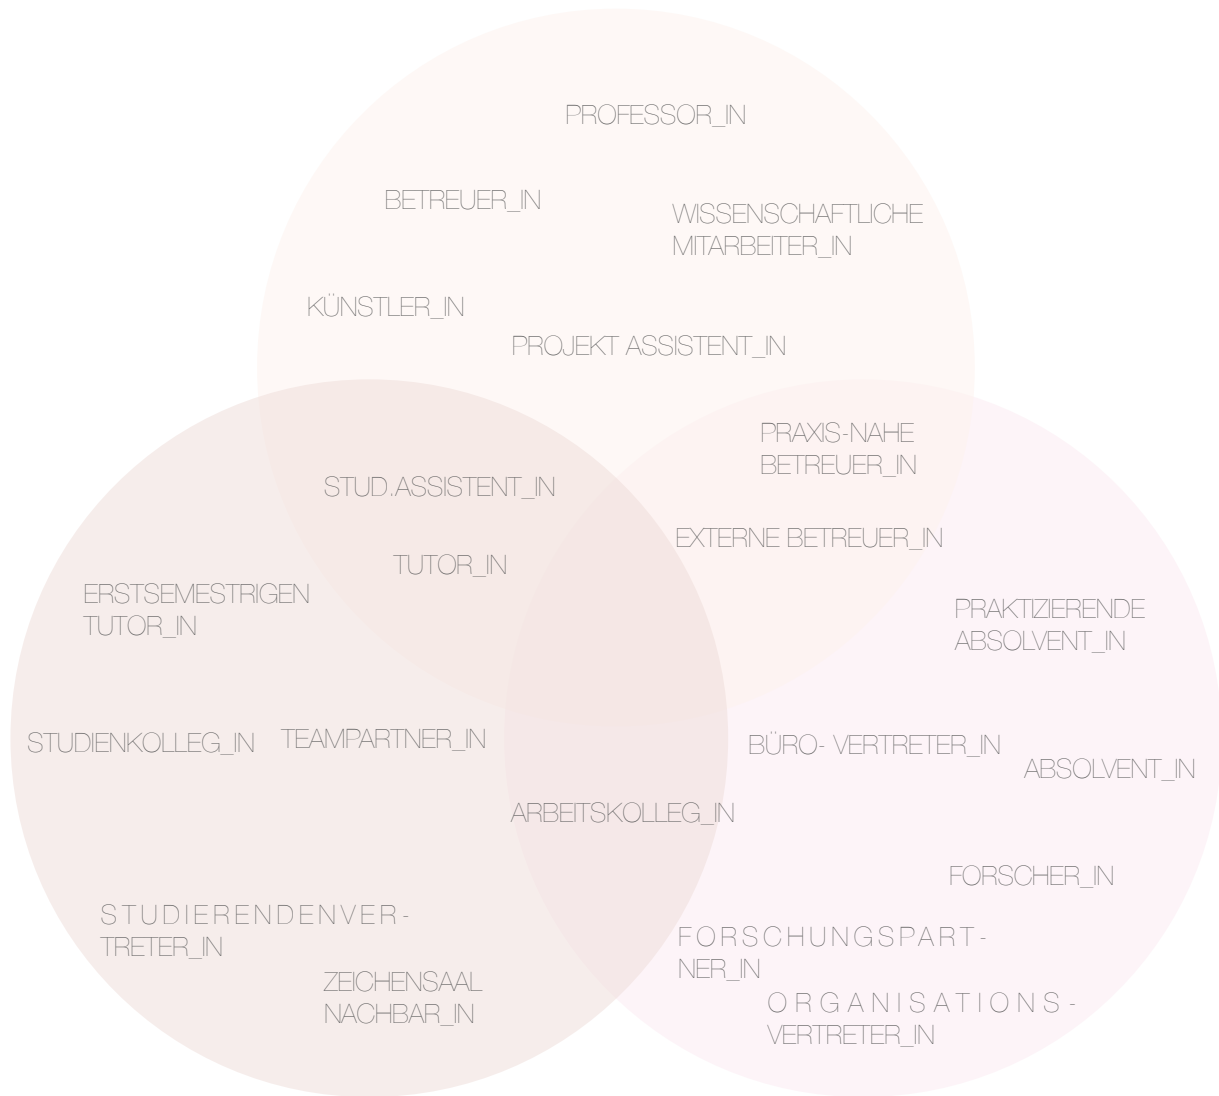 PROFESSOR_IN
BETREUER_IN
WISSENSCHAFTLICHE
MITARBEITER_IN
KÜNSTLER_IN
PROJEKT ASSISTENT_IN
PRAXIS-NAHE
BETREUER_IN
STUD.ASSISTENT_IN
EXTERNE BETREUER_IN
TUTOR_IN
ERSTSEMESTRIGEN
TUTOR_IN
PRAKTIZIERENDE
ABSOLVENT_IN
STUDIENKOLLEG_IN
TEAMPARTNER_IN
BÜRO- VERTRETER_IN
ABSOLVENT_IN
ARBEITSKOLLEG_IN
FORSCHER_IN
STUDIERENDENVER-
TRETER_IN
FORSCHUNGSPART-
NER_IN
ZEICHENSAAL
NACHBAR_IN
ORGANISATIONS-
VERTRETER_IN